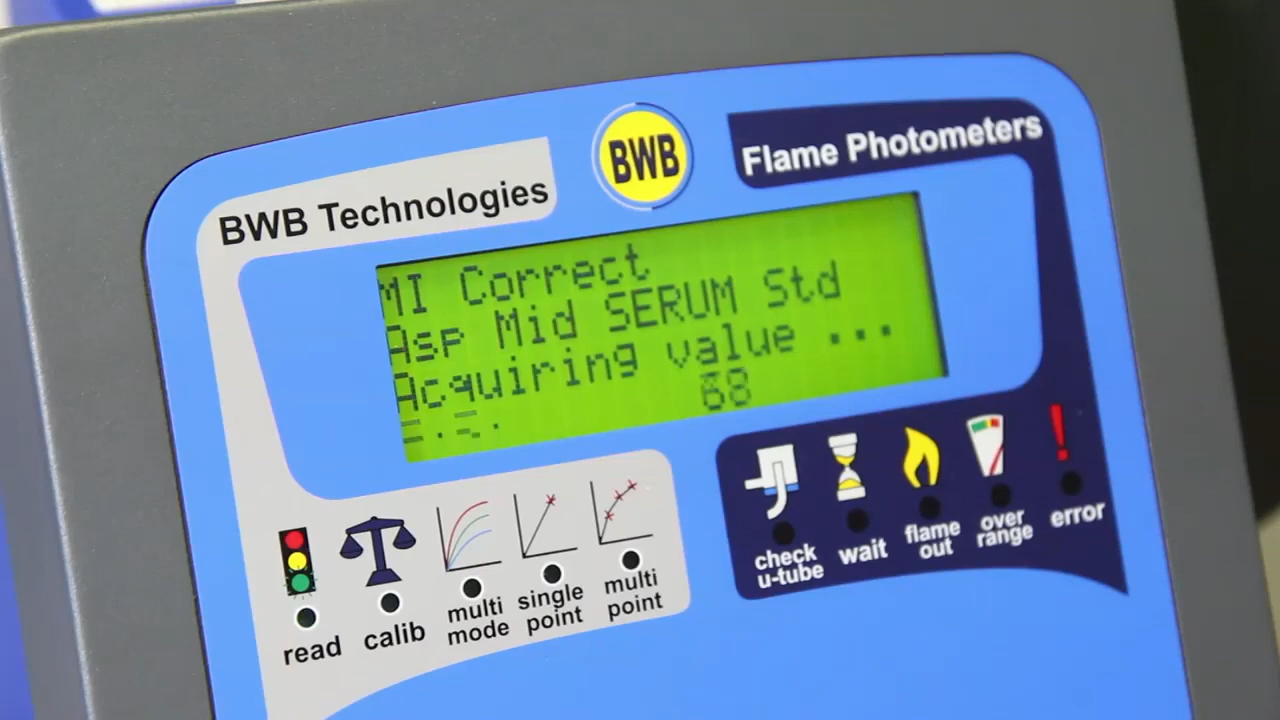 BWB Technologies
BWB
Flame Photometers
MI Correct
Asp Mid SERUM Std
Acquiring value ...
68
read
calib
multi
mode
single
point
multi
point
check
u-tube
wait
flame
out
over
range
error